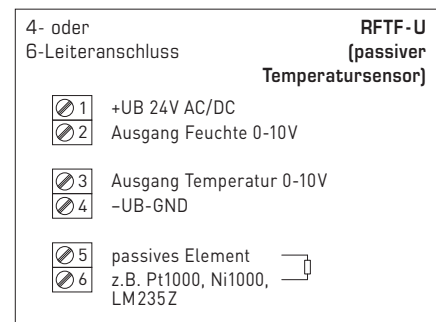 4- oder RFTF-U
6-Leiteranschluss (passiver
Temperatursensor)
1 +UB 24V AC/DC
2 Ausgang Feuchte 0-10V
3 Ausgang Temperatur 0-10V
4 –UB-GND
5 passives Element
6 z.B. Pt1000, Ni1000,
LM235Z